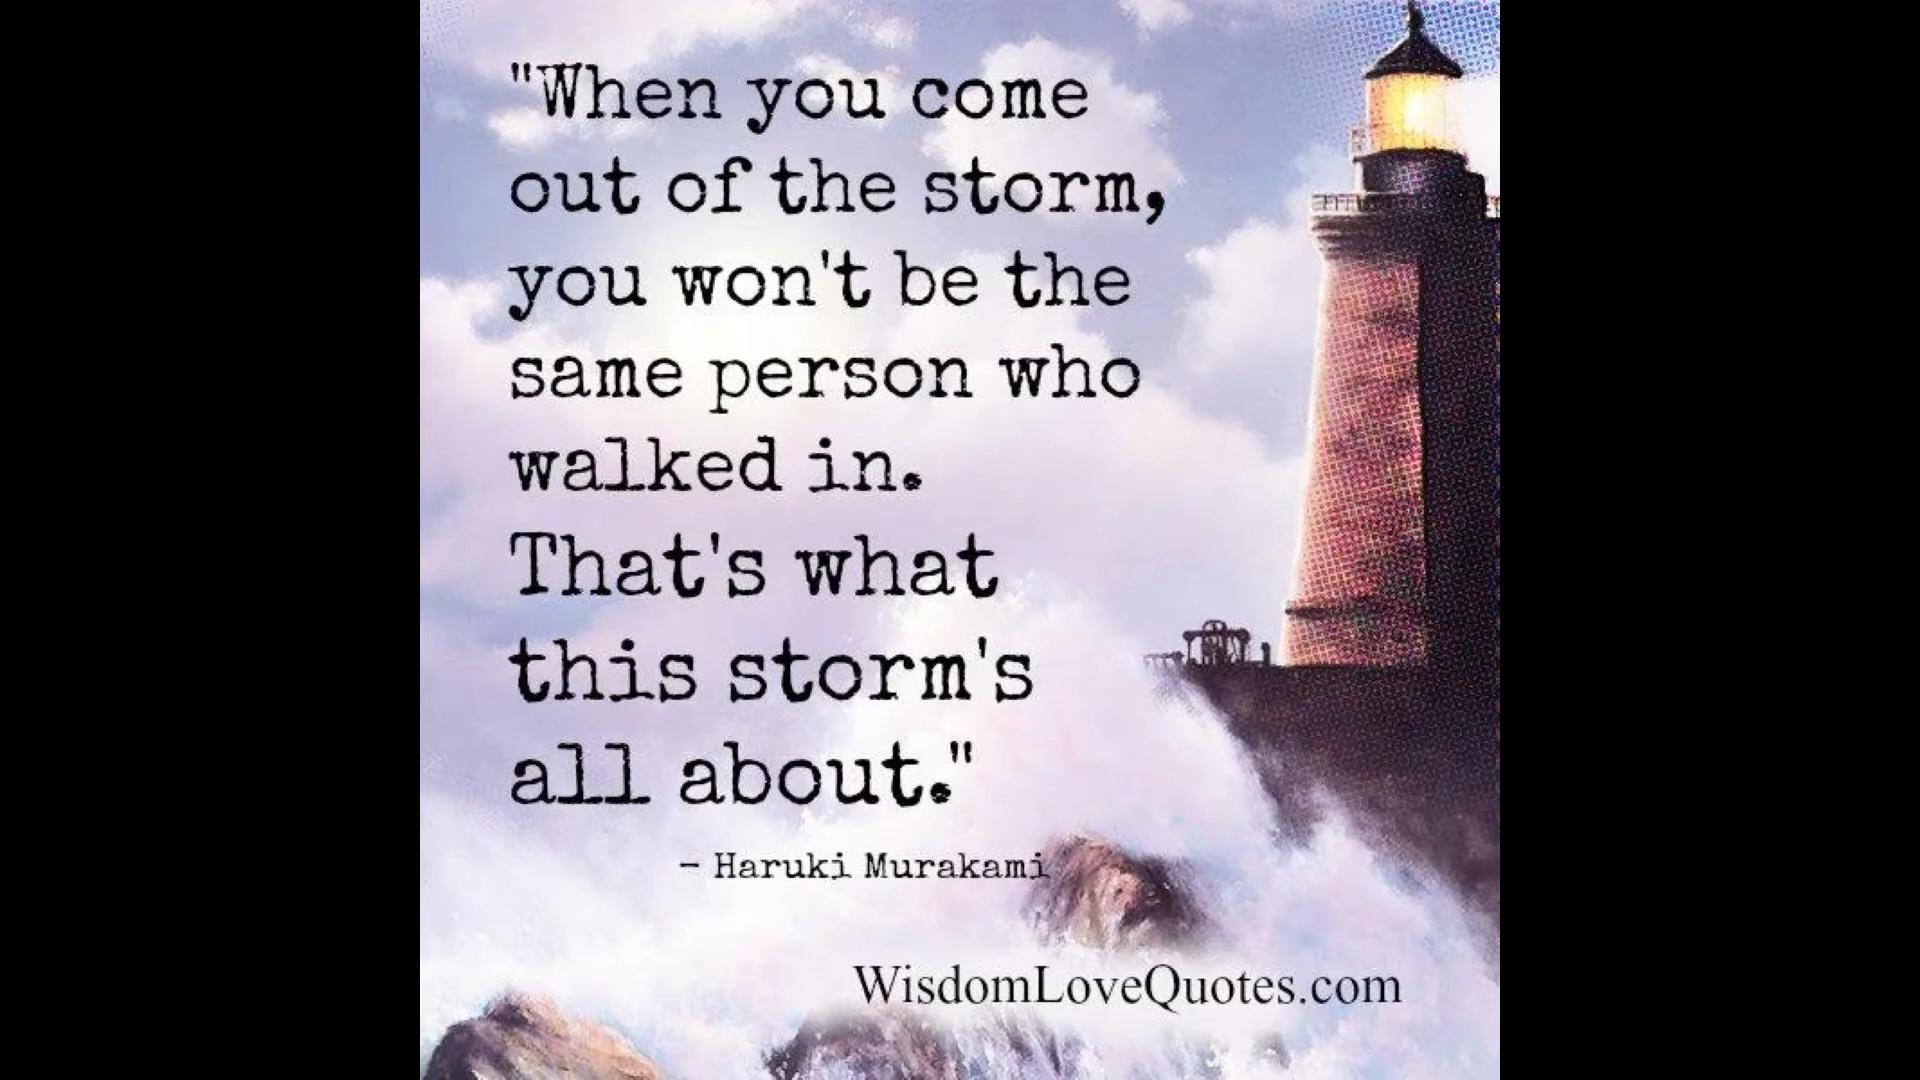 "When you come
out of the storm,
you won't be the
same person who
walked in.
That's what
this storm's
all about."
– Haruki Murakami
WisdomLoveQuotes.com